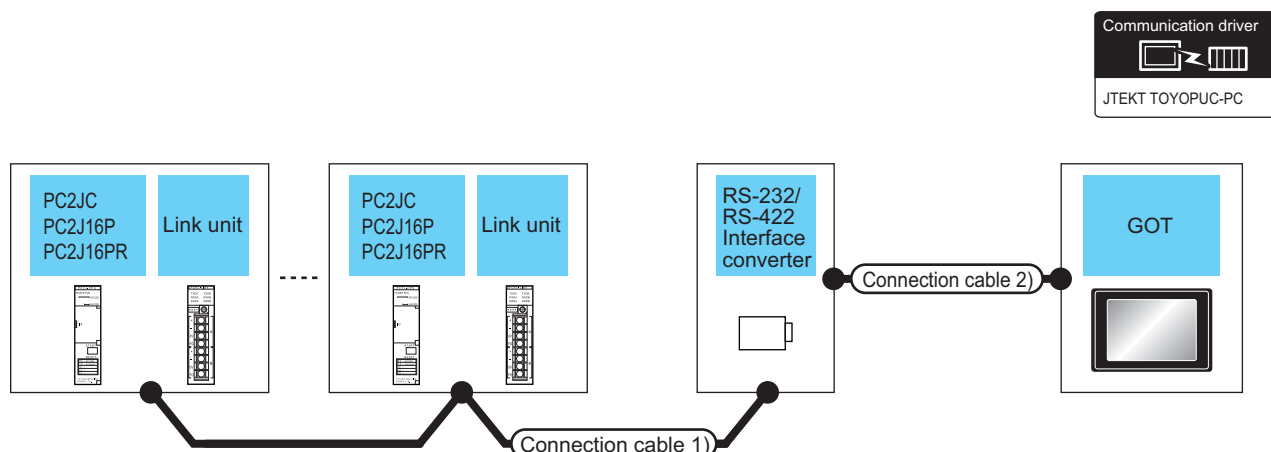 Communication driver
JTEKT TOYOPUC-PC
PC2JC
PC2J16P
PC2J16PR
Link unit
PC2JC
PC2J16P
PC2J16PR
Link unit
RS-232/
RS-422
Interface
converter
GOT
Connection cable 2)
Connection cable 1)